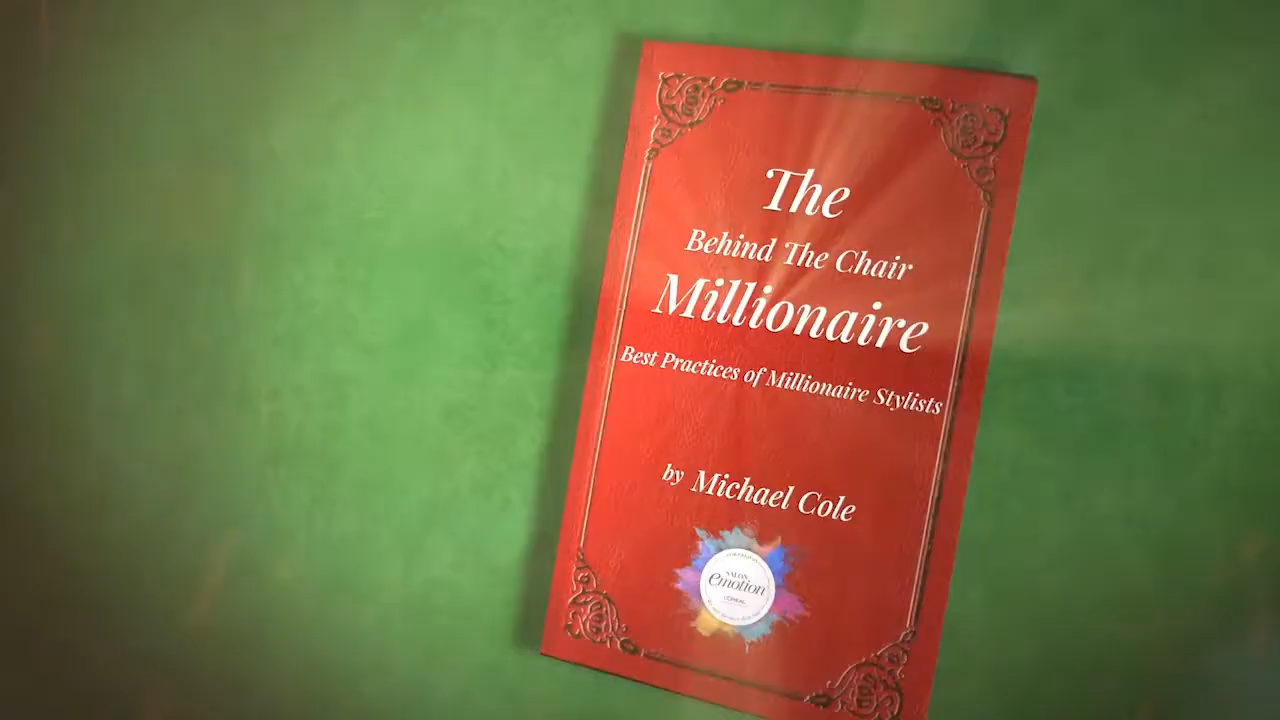 The
Behind The Chair
Millionaire
Best Practices of Millionaire Stylists
by Michael Cole
SALON
emotion
L'ORÉAL